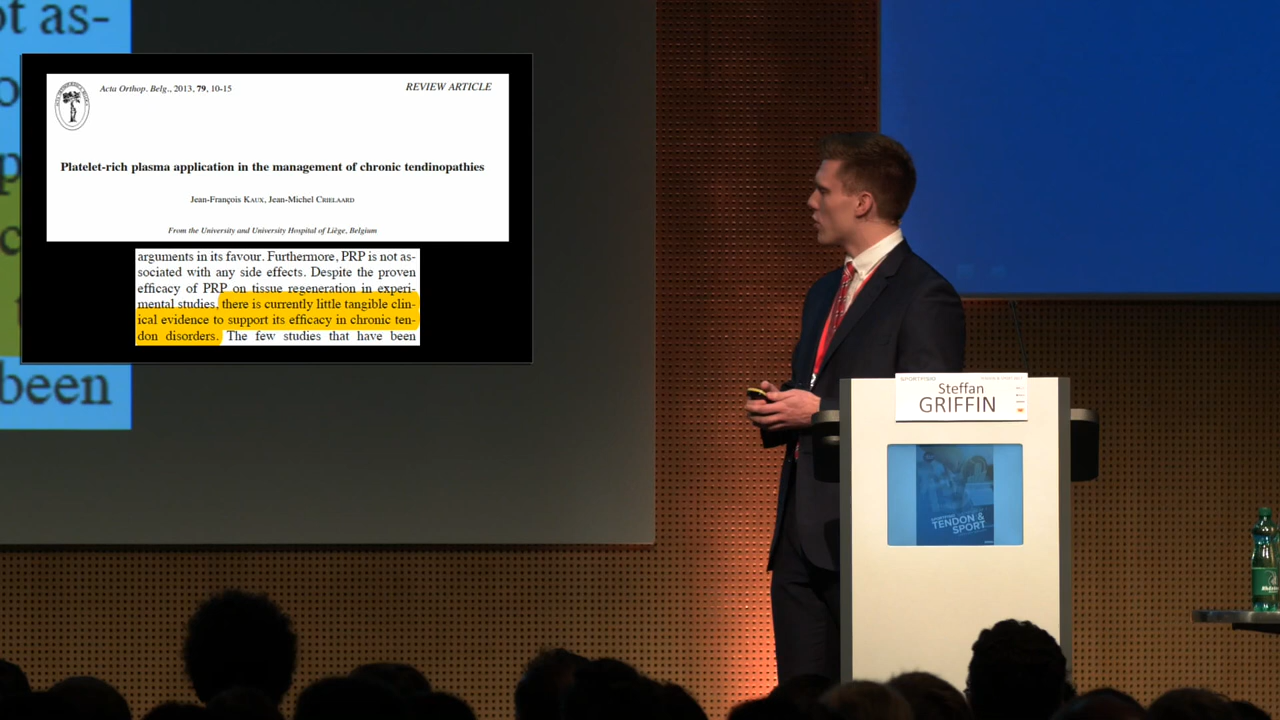 ot as-
been
Acta Orthop. Belg., 2013, 79, 10-15
REVIEW ARTICLE
Platelet-rich plasma application in the management of chronic tendinopathies
Jean-François KAUX, Jean-Michel CRIELAARD
From the University and University Hospital of Liège, Belgium
arguments in its favour. Furthermore, PRP is not as-
sociated with any side effects. Despite the proven
efficacy of PRP on tissue regeneration in experi-
mental studies, there is currently little tangible clin-
ical evidence to support its efficacy in chronic ten-
don disorders. The few studies that have been
Steffan
GRIFFIN
TENDON &
SPORT